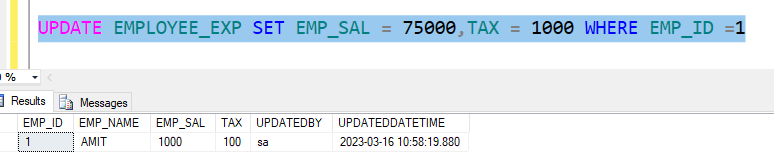 UPDATE EMPLOYEE_EXP SET EMP_SAL = 75000,TAX = 1000 WHERE EMP_ID =1
%
Results Messages
EMP_ID EMP_NAME EMP_SAL TAX UPDATEDBY UPDATEDDATETIME
1 AMIT 1000 100 sa 2023-03-16 10:58:19.880